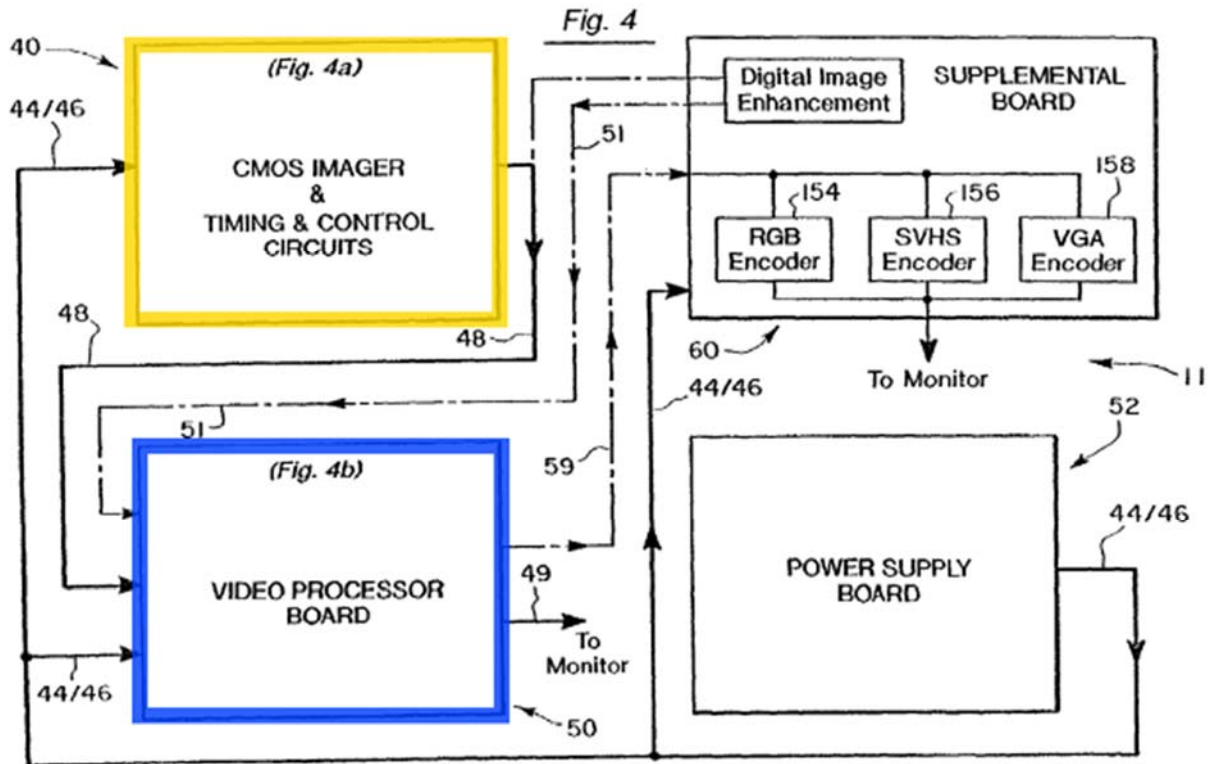 Fig. 4
40
(Fig. 4a)
44/46
CMOS IMAGER
&
TIMING & CONTROL
CIRCUITS
48
48
51
51
Digital Image
Enhancement
SUPPLEMENTAL
BOARD
154
156
158
RGB
Encoder
SVHS
Encoder
VGA
Encoder
60
To Monitor
11
44/46
59
(Fig. 4b)
VIDEO PROCESSOR
BOARD
49
To
Monitor
44/46
50
52
POWER SUPPLY
BOARD
44/46